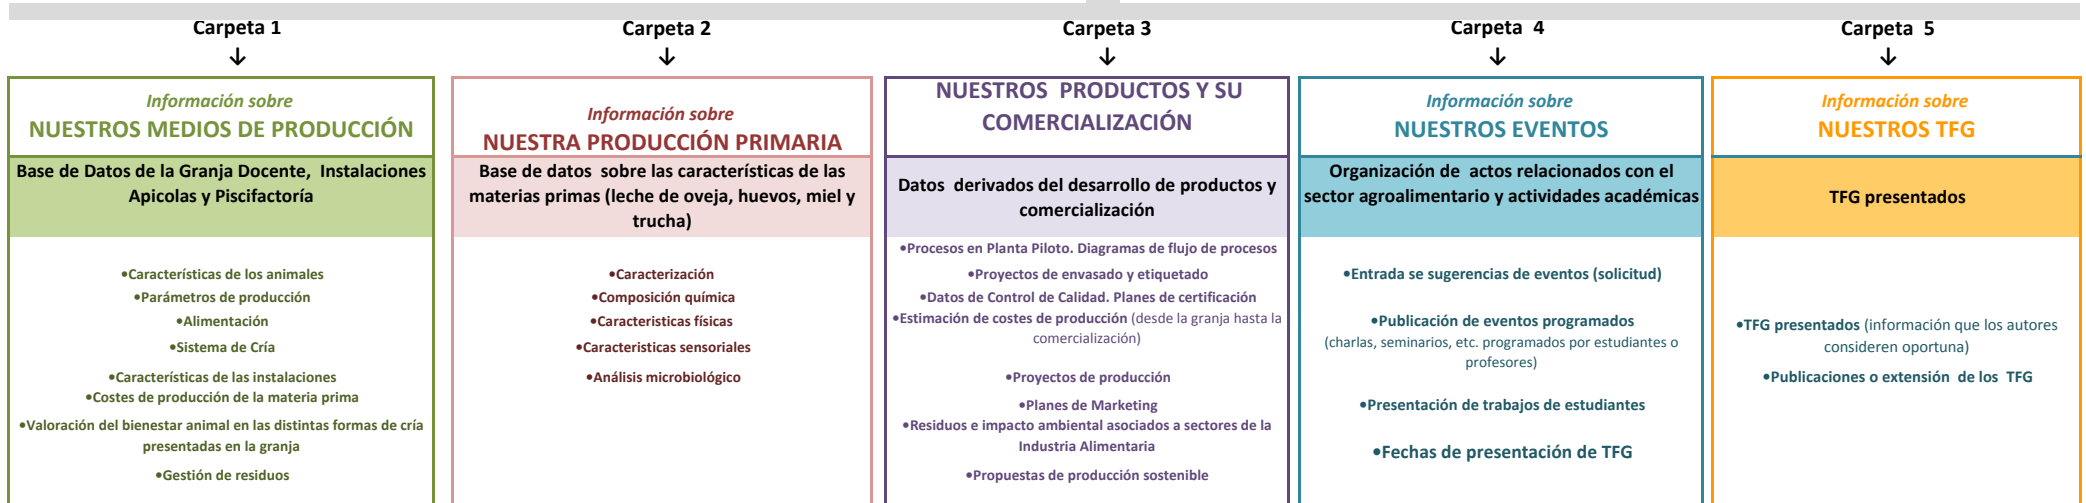 Carpeta 1
↓
Información sobre
NUESTROS MEDIOS DE PRODUCCIÓN
Base de Datos de la Granja Docente, Instalaciones
Apicolas y Piscifactoría
•Características de los animales
•Parámetros de producción
•Alimentación
•Sistema de Cría
•Características de las instalaciones
•Costes de producción de la materia prima
•Valoración del bienestar animal en las distintas formas de cría
presentadas en la granja
•Gestión de residuos
Carpeta 2
↓
Información sobre
NUESTRA PRODUCCIÓN PRIMARIA
Base de datos sobre las características de las
materias primas (leche de oveja, huevos, miel y
trucha)
•Caracterización
•Composición química
•Caracteristicas físicas
•Caracteristicas sensoriales
•Análisis microbiológico
Carpeta 3
↓
NUESTROS PRODUCTOS Y SU
COMERCIALIZACIÓN
Datos derivados del desarrollo de productos y
comercialización
•Procesos en Planta Piloto. Diagramas de flujo de procesos
•Proyectos de envasado y etiquetado
•Datos de Control de Calidad. Planes de certificación
•Estimación de costes de producción (desde la granja hasta la
comercialización)
•Proyectos de producción
•Planes de Marketing
•Residuos e impacto ambiental asociados a sectores de la
Industria Alimentaria
•Propuestas de producción sostenible
Carpeta 4
↓
Información sobre
NUESTROS EVENTOS
Organización de actos relacionados con el
sector agroalimentario y actividades académicas
•Entrada se sugerencias de eventos (solicitud)
•Publicación de eventos programados
(charlas, seminarios, etc. programados por estudiantes o
profesores)
•Presentación de trabajos de estudiantes
•Fechas de presentación de TFG
Carpeta 5
↓
Información sobre
NUESTROS TFG
TFG presentados
•TFG presentados (información que los autores
consideren oportuna)
•Publicaciones o extensión de los TFG